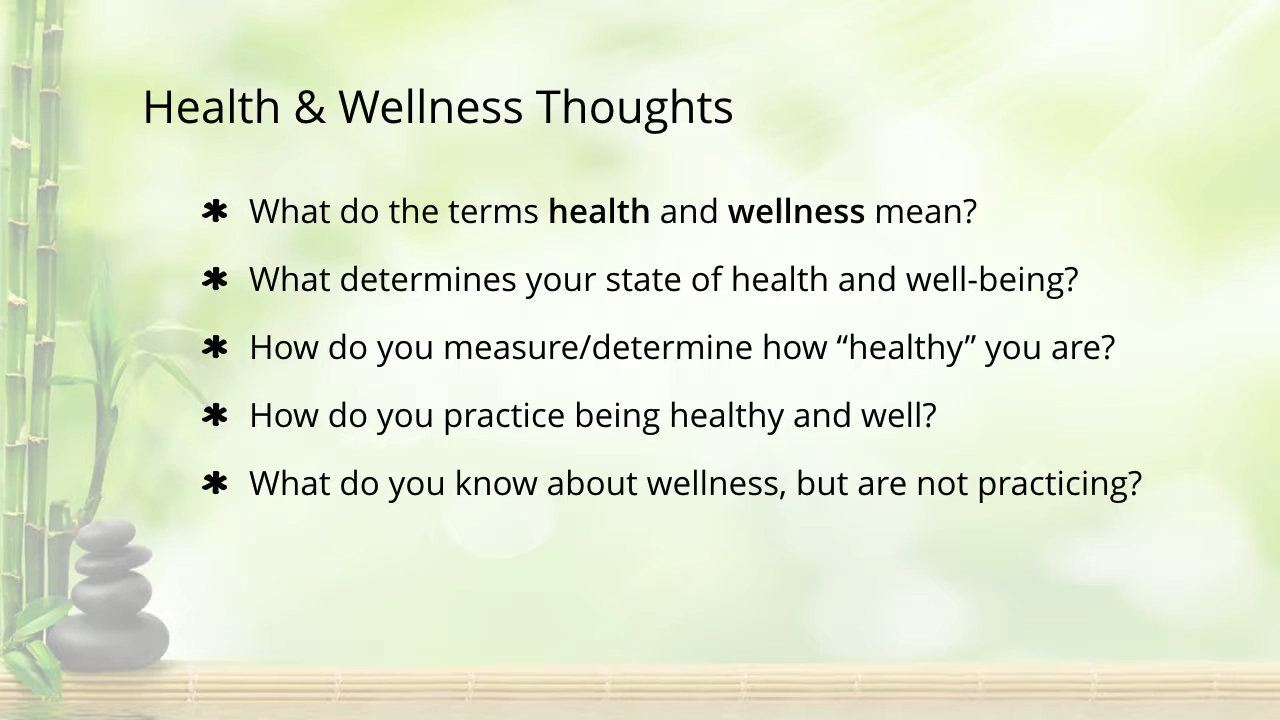 Health & Wellness Thoughts
✱ What do the terms health and wellness mean?
✱ What determines your state of health and well-being?
✱ How do you measure/determine how “healthy” you are?
✱ How do you practice being healthy and well?
✱ What do you know about wellness, but are not practicing?